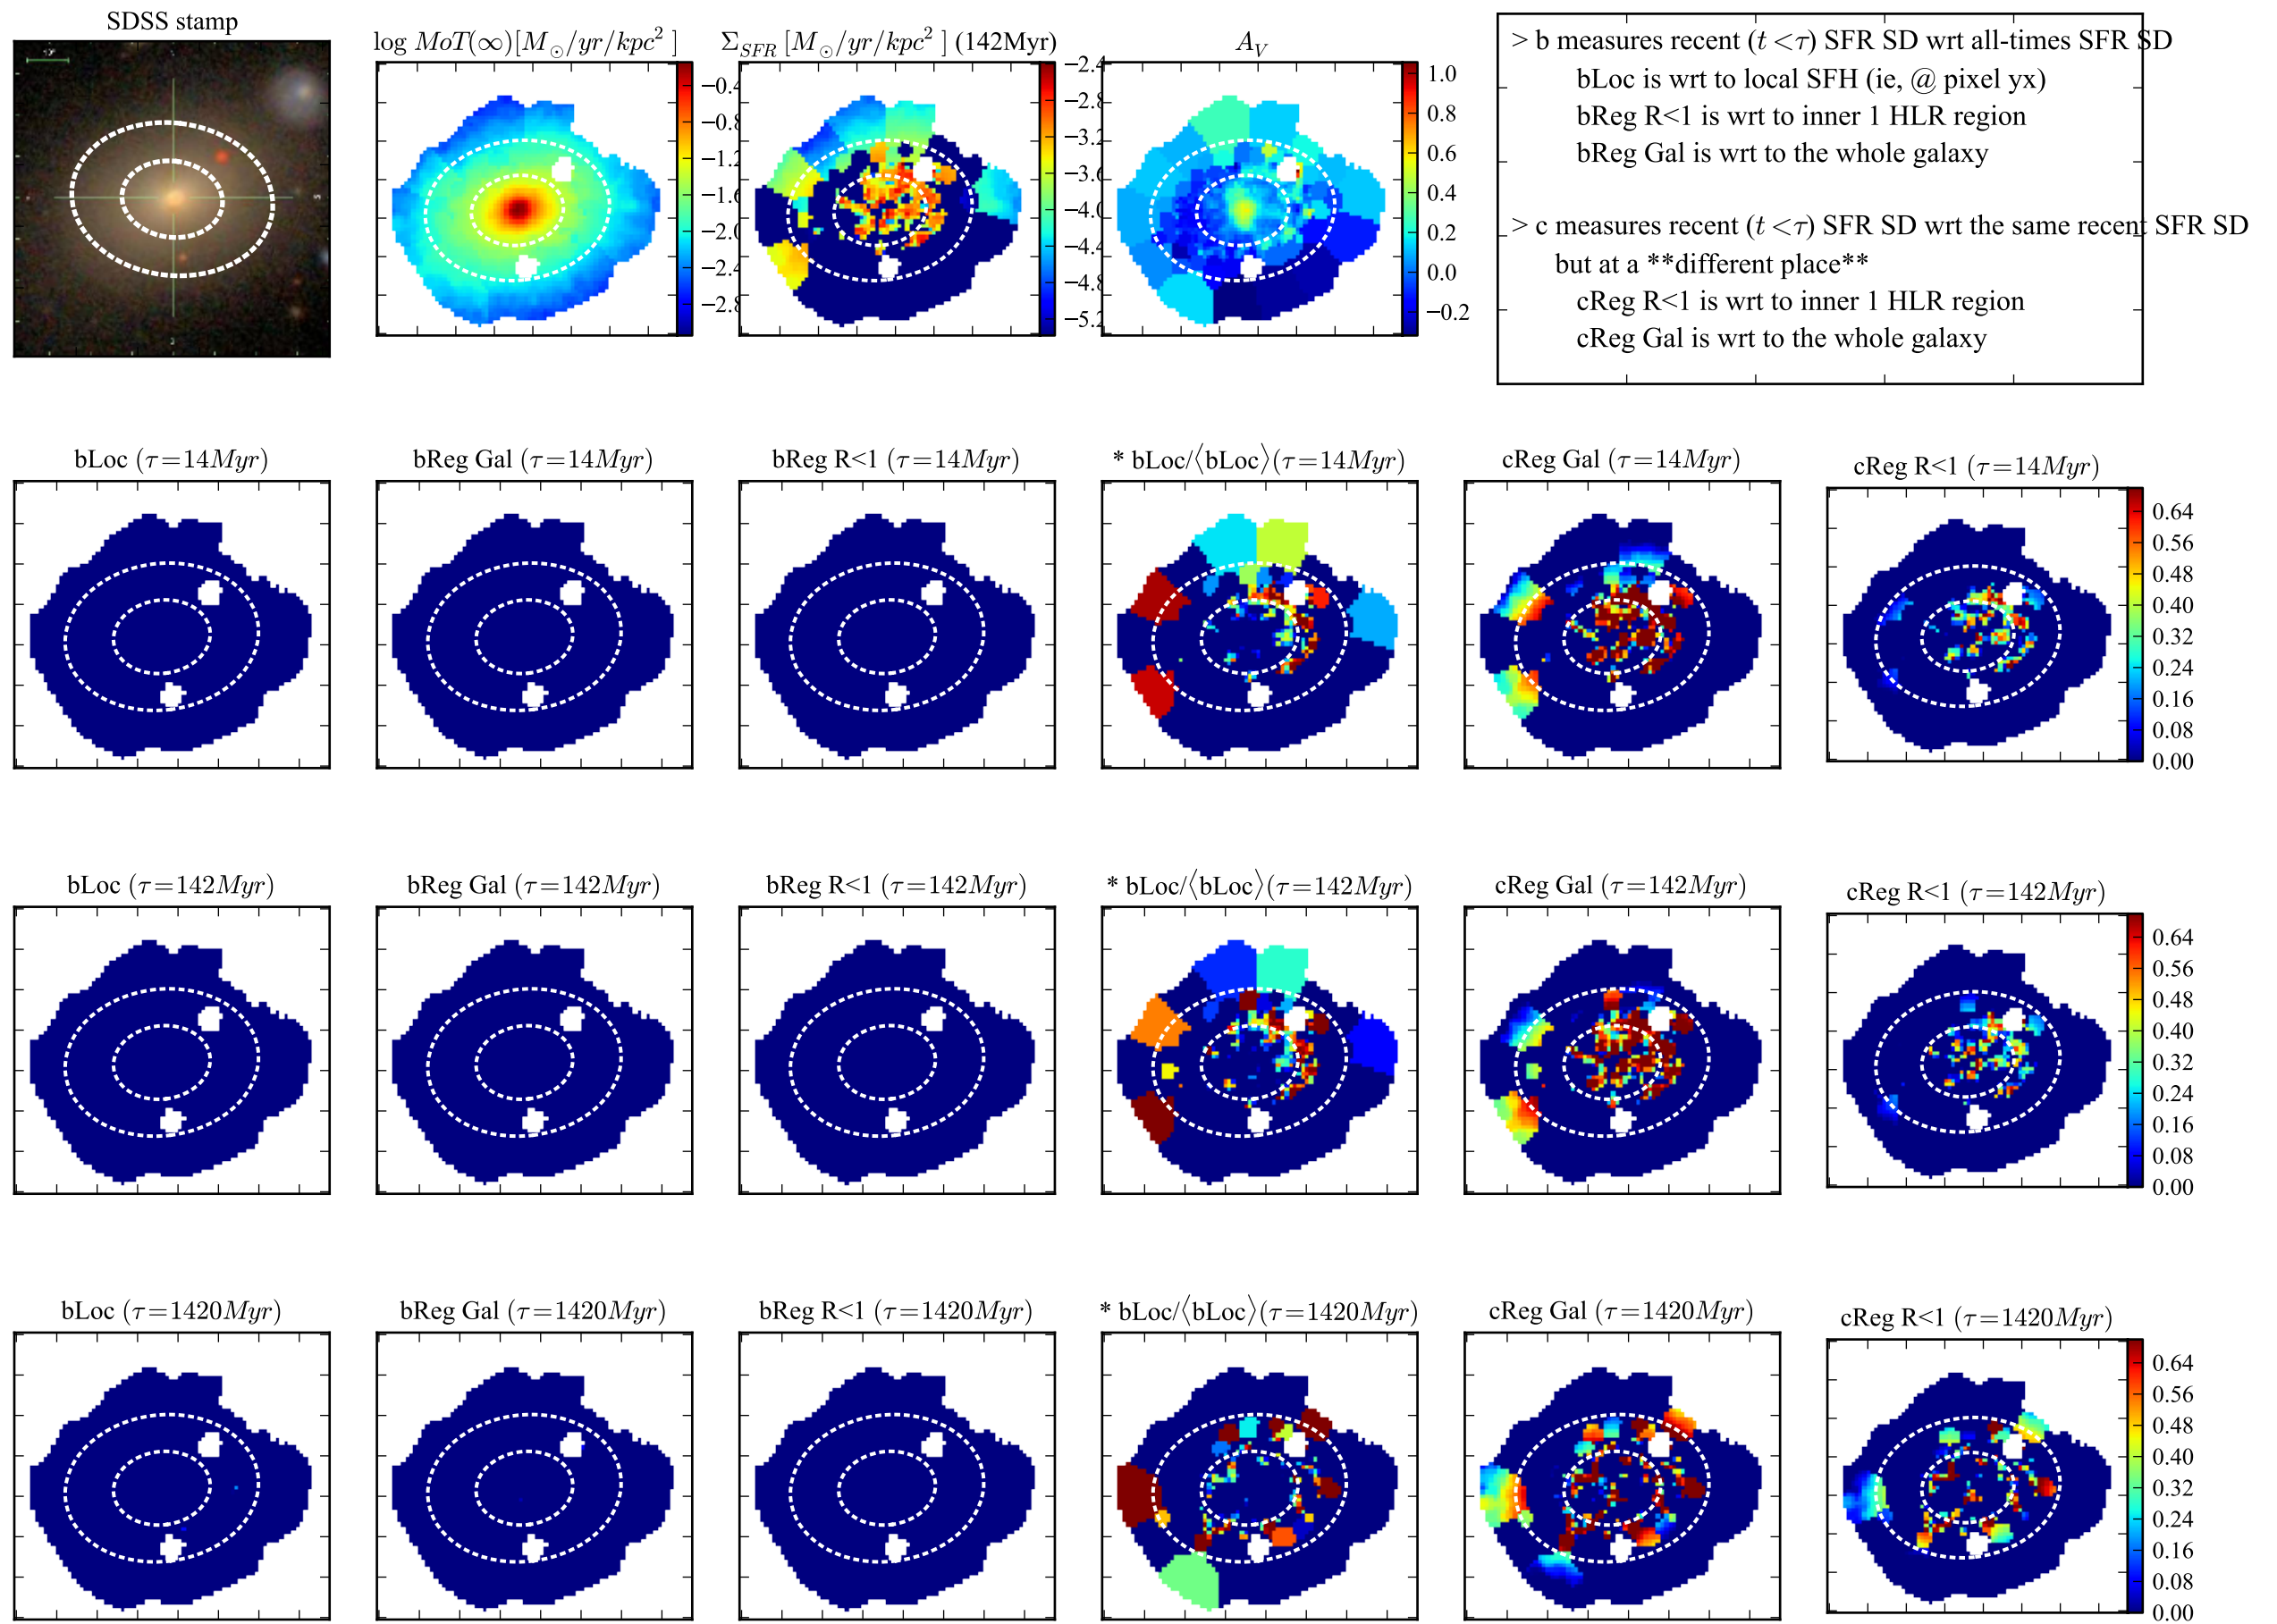 SDSS stamp
log MoT(∞)[M⊙/yr/kpc² ]
Σ_SFR [M⊙/yr/kpc² ] (142Myr)
A_V
−0.4
−0.8
−1.2
−1.6
−2.0
−2.4
−2.8
−2.4
−2.8
−3.2
−3.6
−4.0
−4.4
−4.8
−5.2
1.0
0.8
0.6
0.4
0.2
0.0
−0.2
> b measures recent (t < τ) SFR SD wrt all-times SFR SD
bLoc is wrt to local SFH (ie, @ pixel yx)
bReg R<1 is wrt to inner 1 HLR region
bReg Gal is wrt to the whole galaxy
> c measures recent (t < τ) SFR SD wrt the same recent SFR SD
but at a **different place**
cReg R<1 is wrt to inner 1 HLR region
cReg Gal is wrt to the whole galaxy
bLoc (τ=14Myr)
bReg Gal (τ=14Myr)
bReg R<1 (τ=14Myr)
* bLoc/⟨bLoc⟩(τ=14Myr)
cReg Gal (τ=14Myr)
cReg R<1 (τ=14Myr)
0.64
0.56
0.48
0.40
0.32
0.24
0.16
0.08
0.00
bLoc (τ=142Myr)
bReg Gal (τ=142Myr)
bReg R<1 (τ=142Myr)
* bLoc/⟨bLoc⟩(τ=142Myr)
cReg Gal (τ=142Myr)
cReg R<1 (τ=142Myr)
0.64
0.56
0.48
0.40
0.32
0.24
0.16
0.08
0.00
bLoc (τ=1420Myr)
bReg Gal (τ=1420Myr)
bReg R<1 (τ=1420Myr)
* bLoc/⟨bLoc⟩(τ=1420Myr)
cReg Gal (τ=1420Myr)
cReg R<1 (τ=1420Myr)
0.64
0.56
0.48
0.40
0.32
0.24
0.16
0.08
0.00